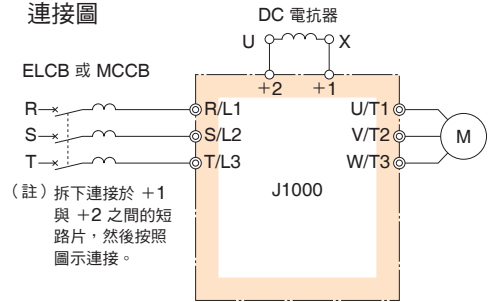 連接圖
DC 電抗器
U X
ELCB 或 MCCB
+2 +1
R R/L1 U/T1
S S/L2 V/T2 M
T T/L3 W/T3
J1000
(註) 拆下連接於 +1
與 +2 之間的短
路片，然後按照
圖示連接。